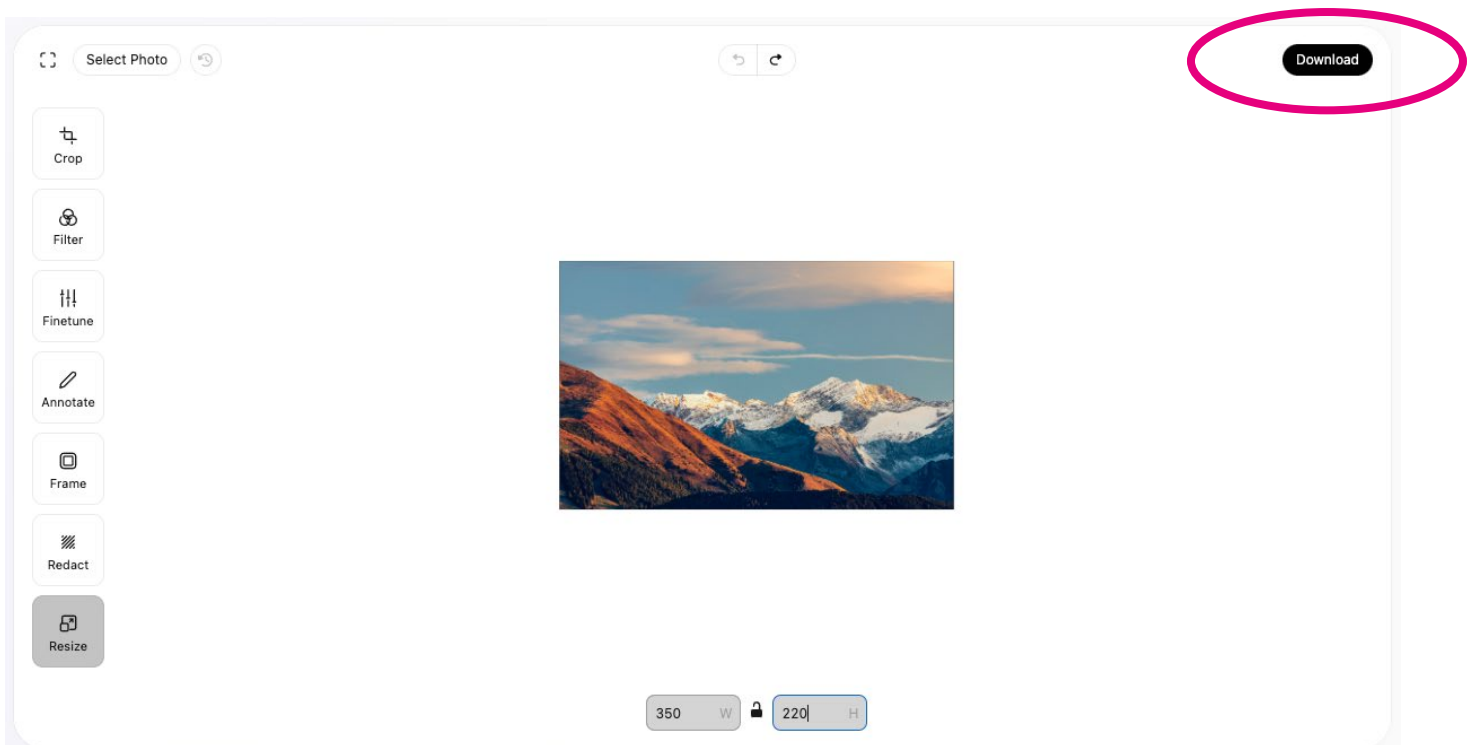 Select Photo
Download
Crop
Filter
Finetune
Annotate
Frame
Redact
Resize
350 W 220 H